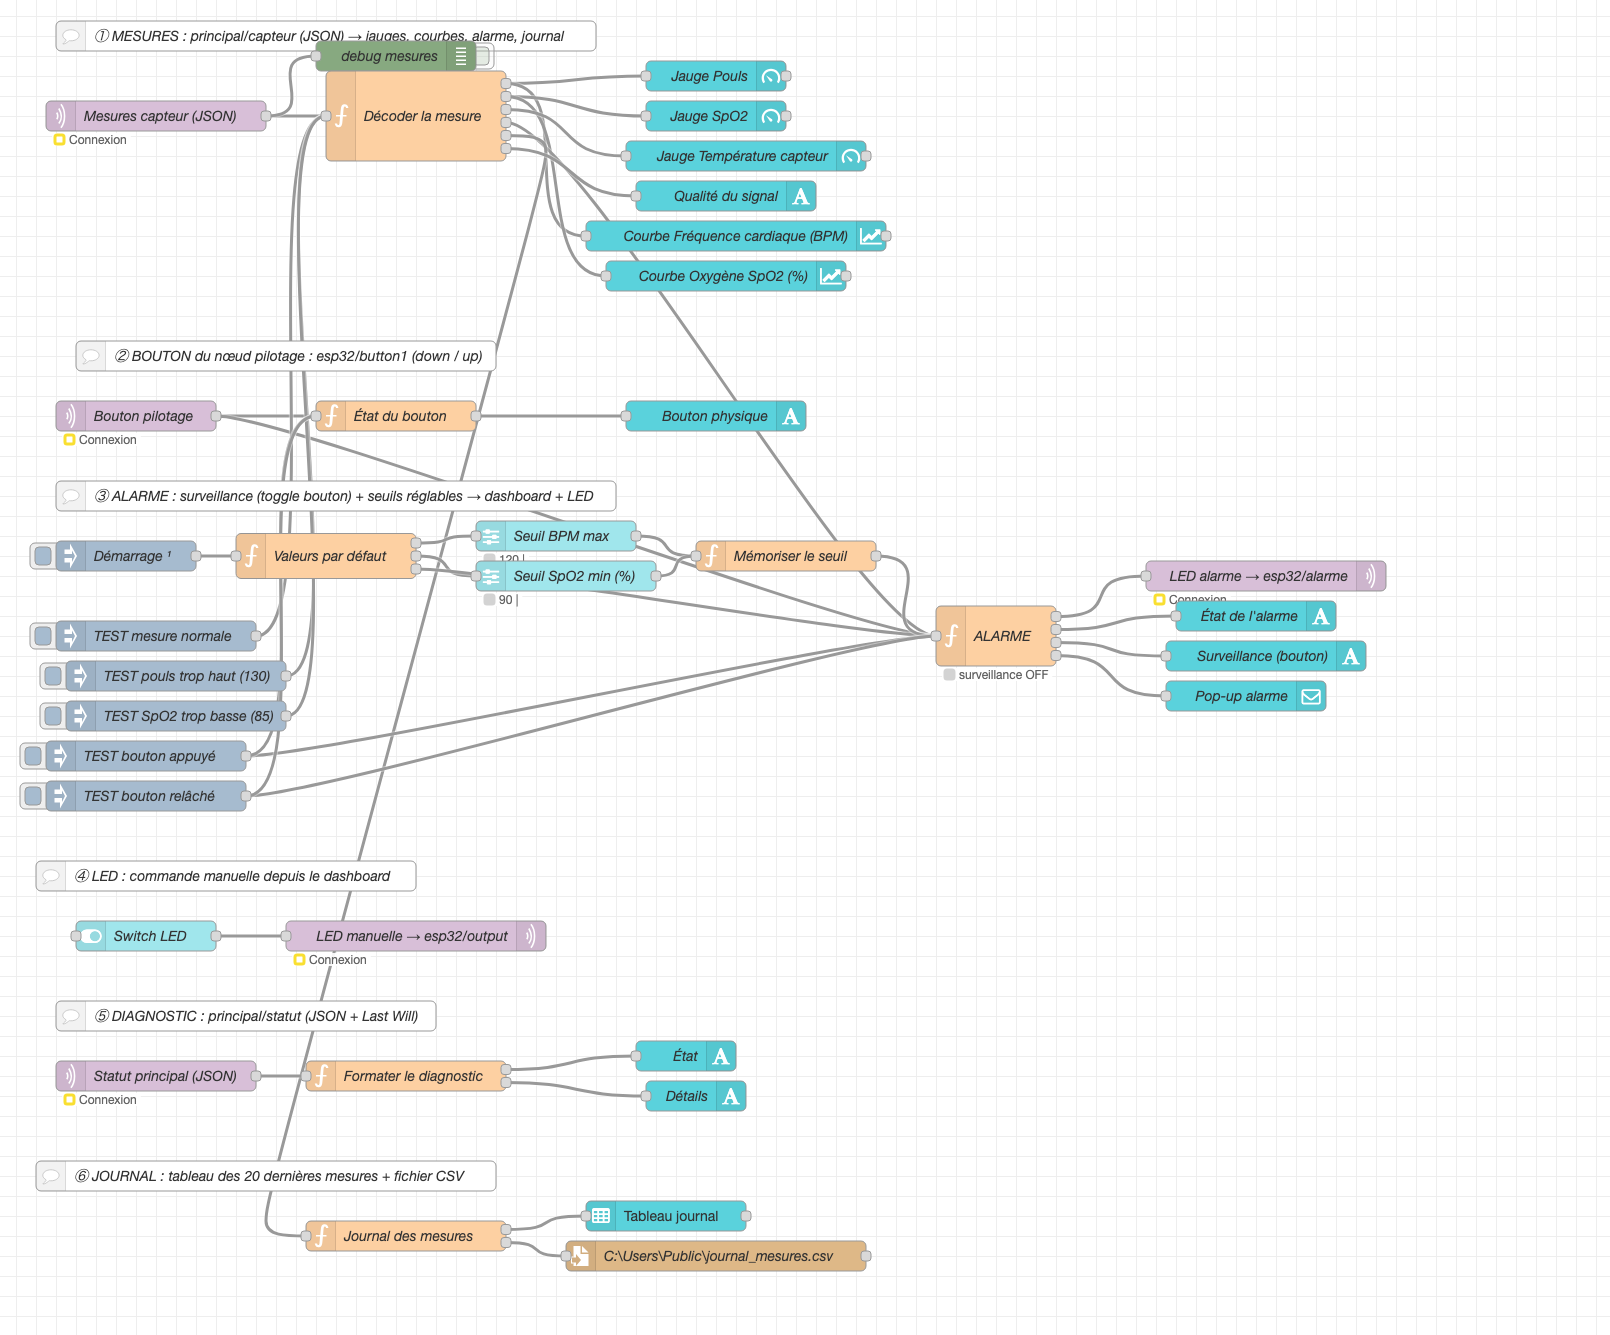 ① MESURES : principal/capteur (JSON) → jauges, courbes, alarme, journal
debug mesures
Mesures capteur (JSON)
Connexion
Décoder la mesure
Jauge Pouls
Jauge SpO2
Jauge Température capteur
Qualité du signal
Courbe Fréquence cardiaque (BPM)
Courbe Oxygène SpO2 (%)
② BOUTON du nœud pilotage : esp32/button1 (down / up)
Bouton pilotage
Connexion
État du bouton
Bouton physique
③ ALARME : surveillance (toggle bouton) + seuils réglables → dashboard + LED
Démarrage ¹
Valeurs par défaut
Seuil BPM max
120 |
Seuil SpO2 min (%)
90 |
Mémoriser le seuil
ALARME
surveillance OFF
LED alarme → esp32/alarme
Connexion
État de l'alarme
Surveillance (bouton)
Pop-up alarme
TEST mesure normale
TEST pouls trop haut (130)
TEST SpO2 trop basse (85)
TEST bouton appuyé
TEST bouton relâché
④ LED : commande manuelle depuis le dashboard
Switch LED
LED manuelle → esp32/output
Connexion
⑤ DIAGNOSTIC : principal/statut (JSON + Last Will)
Statut principal (JSON)
Connexion
Formater le diagnostic
État
Détails
⑥ JOURNAL : tableau des 20 dernières mesures + fichier CSV
Journal des mesures
Tableau journal
C:\Users\Public\journal_mesures.csv